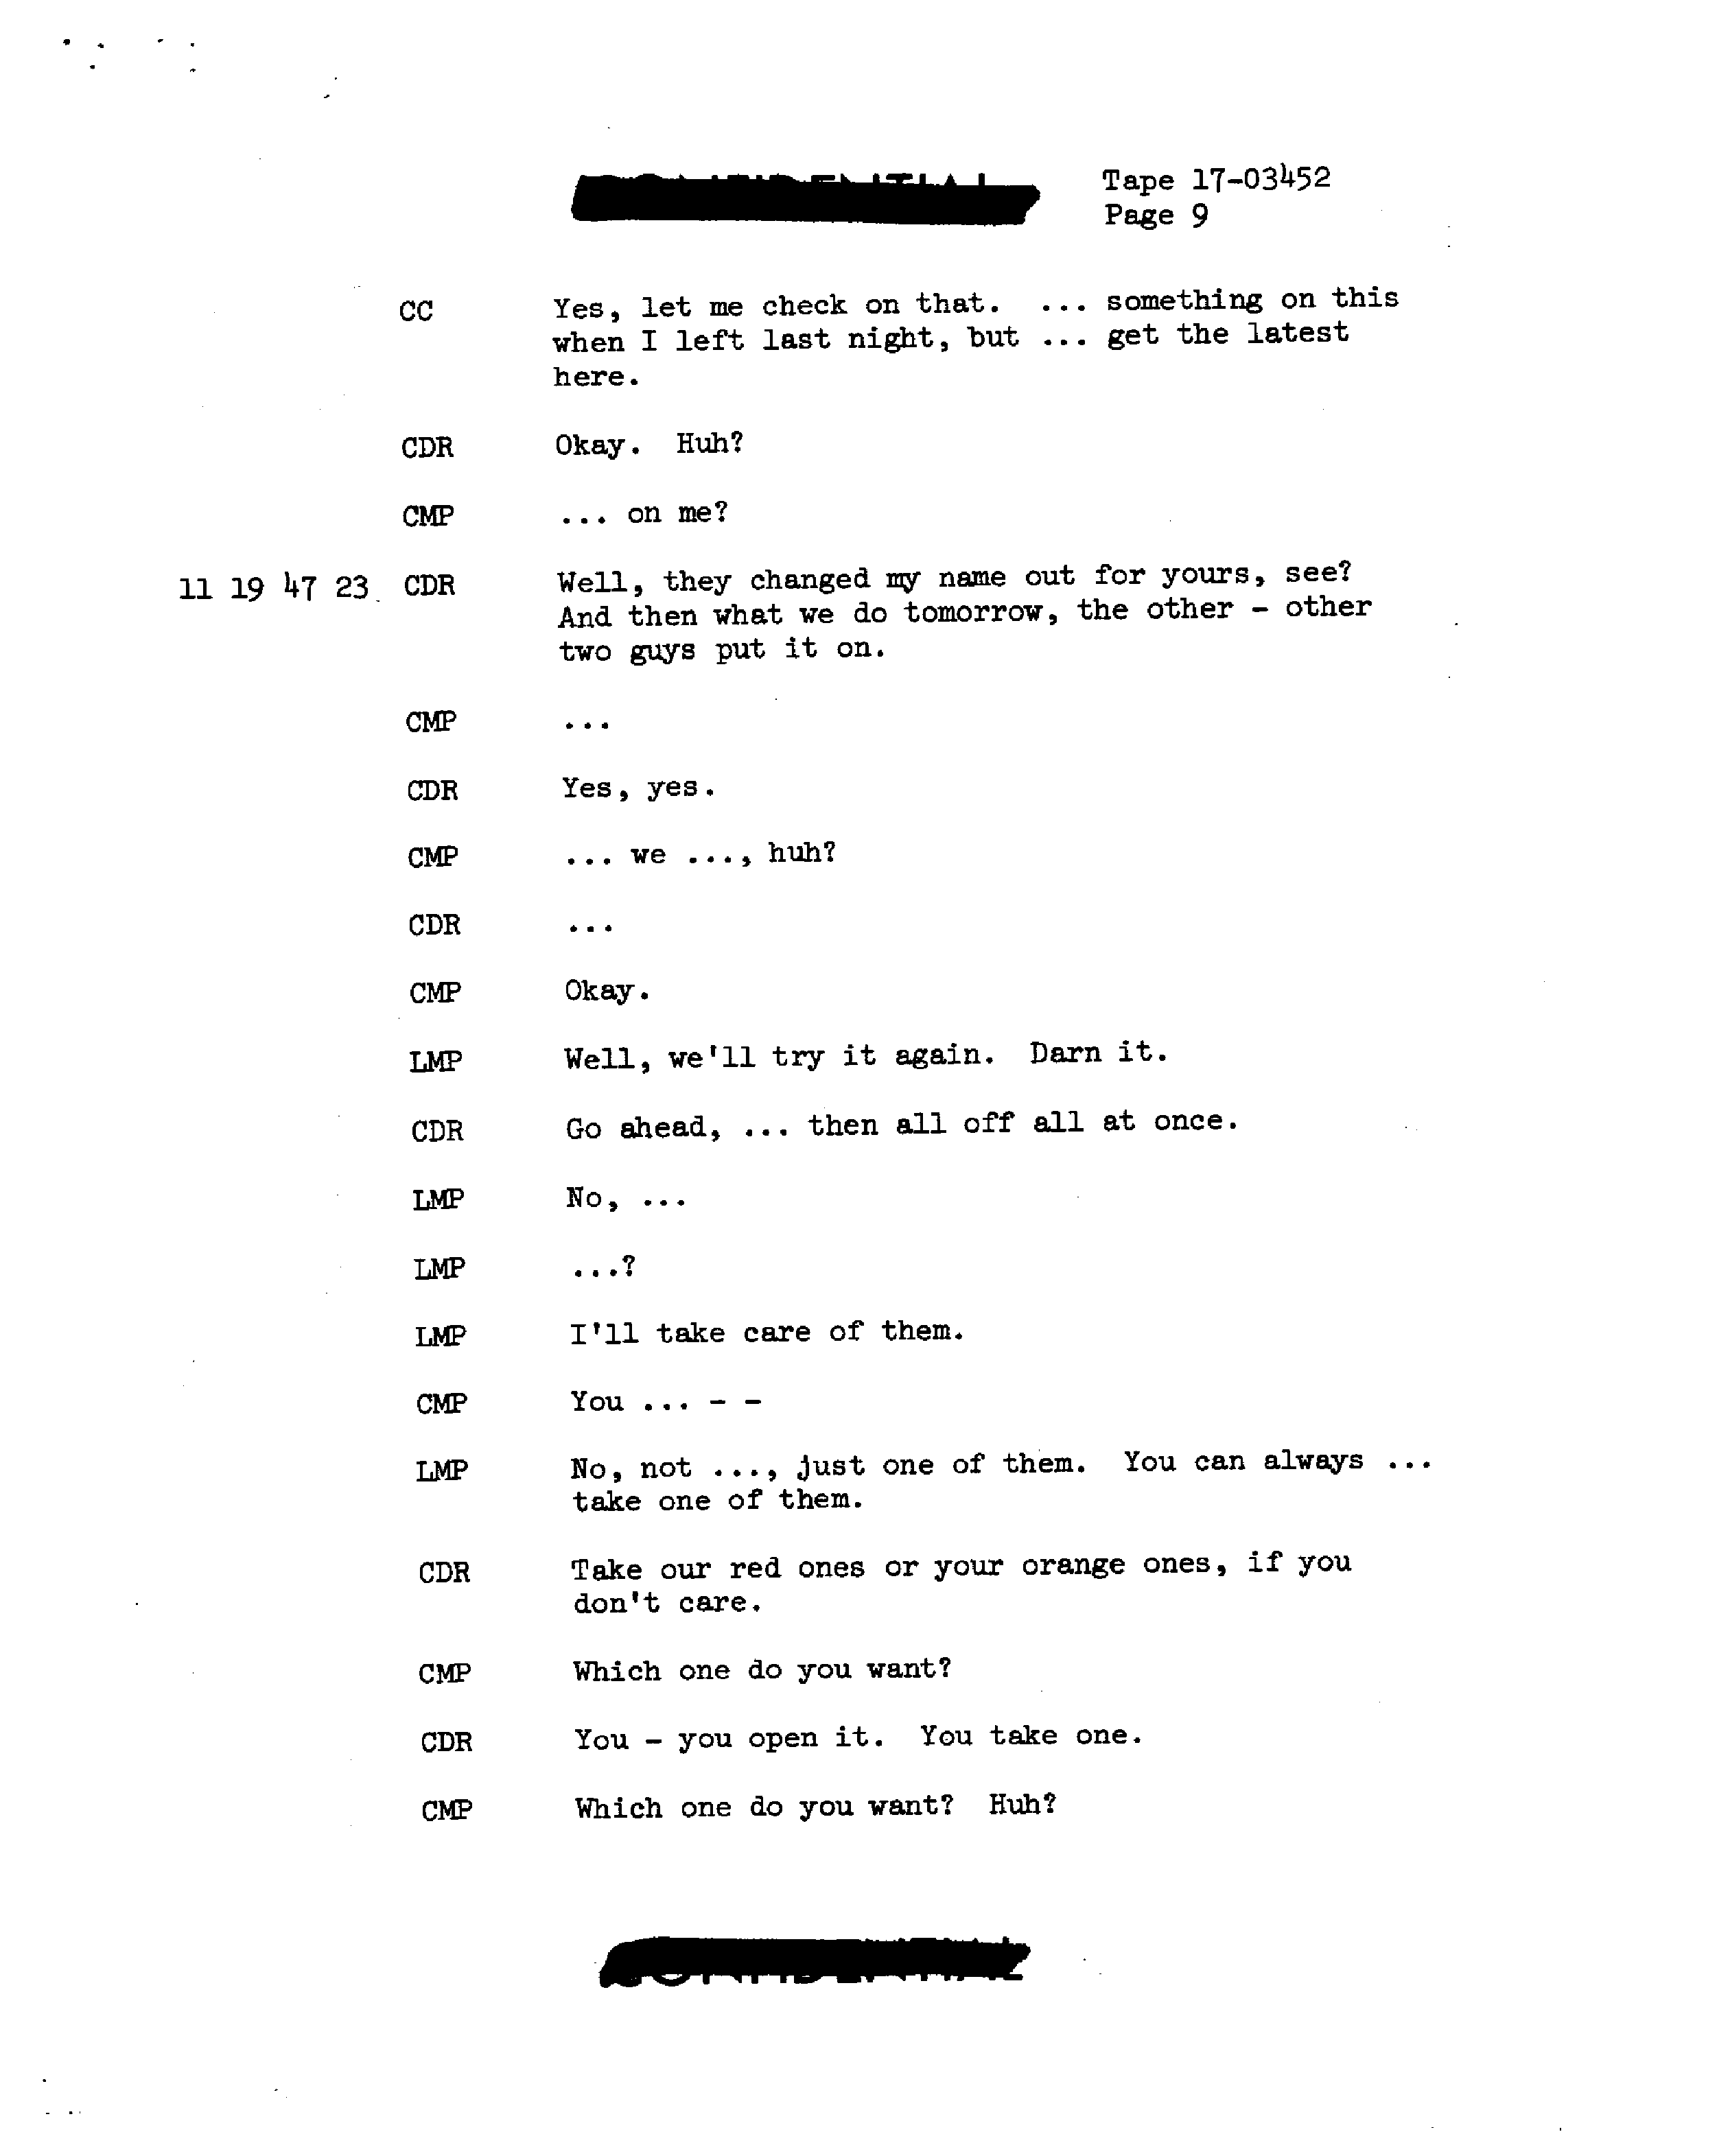 Tape 17-03452
Page 9
CC Yes, let me check on that. ... something on this
when I left last night, but ... get the latest
here.
CDR Okay. Huh?
CMP ... on me?
11 19 47 23 CDR Well, they changed my name out for yours, see?
And then what we do tomorrow, the other - other
two guys put it on.
CMP ...
CDR Yes, yes.
CMP ... we ..., huh?
CDR ...
CMP Okay.
LMP Well, we'll try it again. Darn it.
CDR Go ahead, ... then all off all at once.
LMP No, ...
LMP ...?
LMP I'll take care of them.
CMP You ... - -
LMP No, not ..., just one of them. You can always ...
take one of them.
CDR Take our red ones or your orange ones, if you
don't care.
CMP Which one do you want?
CDR You - you open it. You take one.
CMP Which one do you want? Huh?